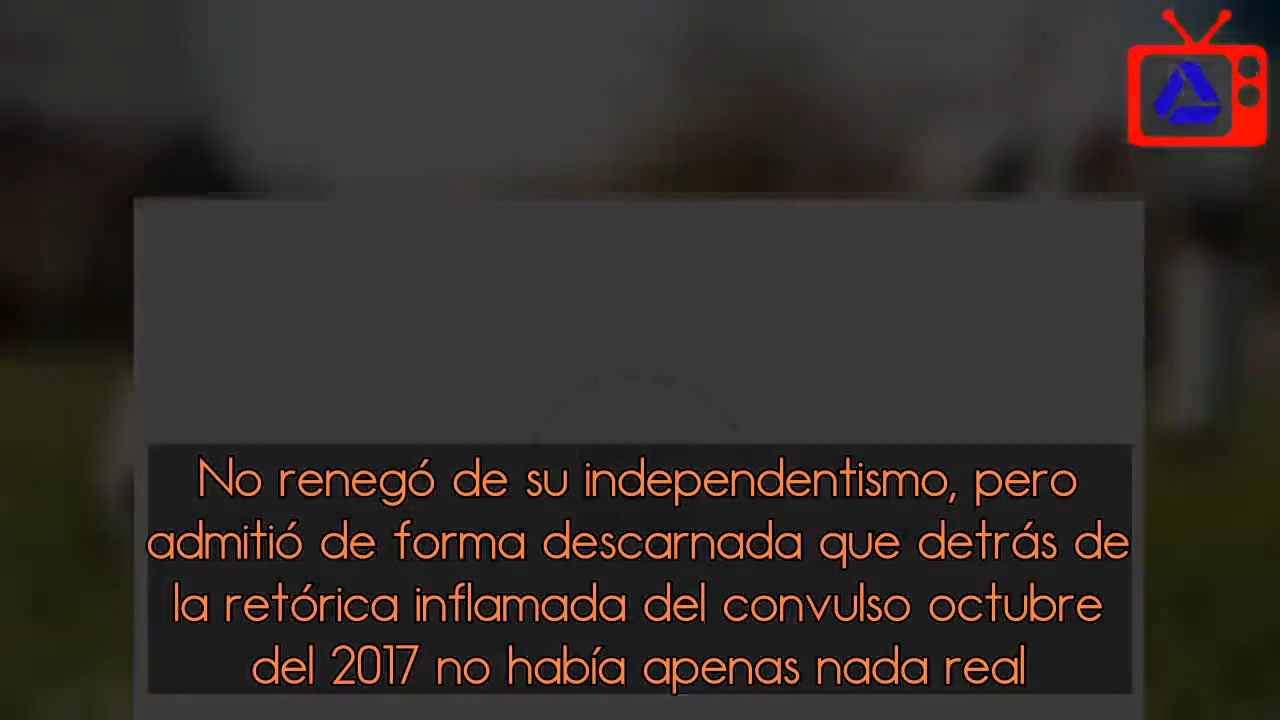 No renegó de su independentismo, pero
admitió de forma descarnada que detrás de
la retórica inflamada del convulso octubre
del 2017 no había apenas nada real